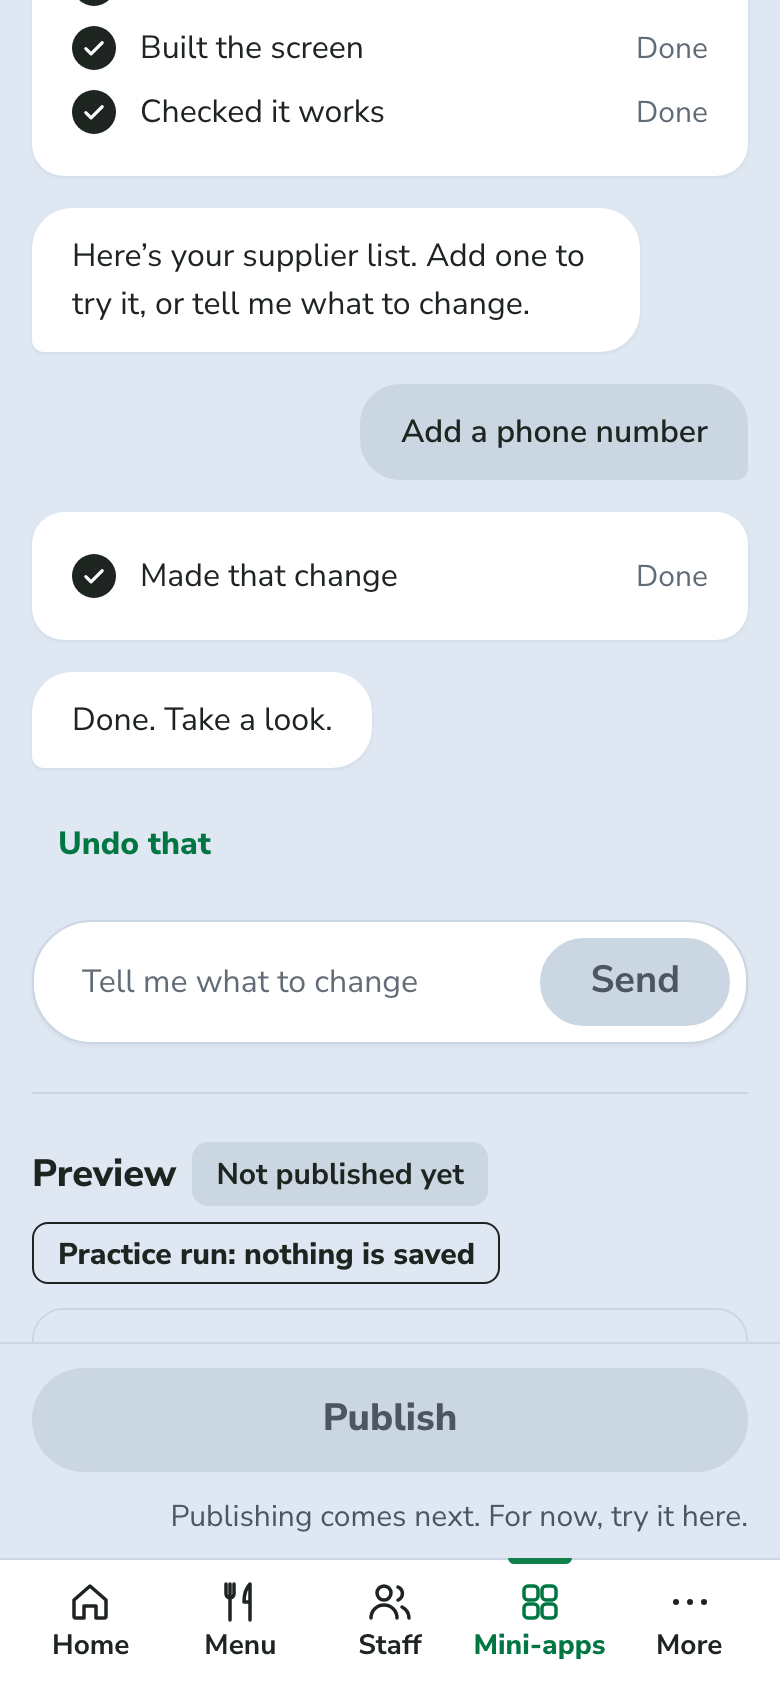 Built the screen Done
Checked it works Done
Here’s your supplier list. Add one to
try it, or tell me what to change.
Add a phone number
Made that change Done
Done. Take a look.
Undo that
Tell me what to change Send
Preview Not published yet
Practice run: nothing is saved
Publish
Publishing comes next. For now, try it here.
Home Menu Staff Mini-apps More